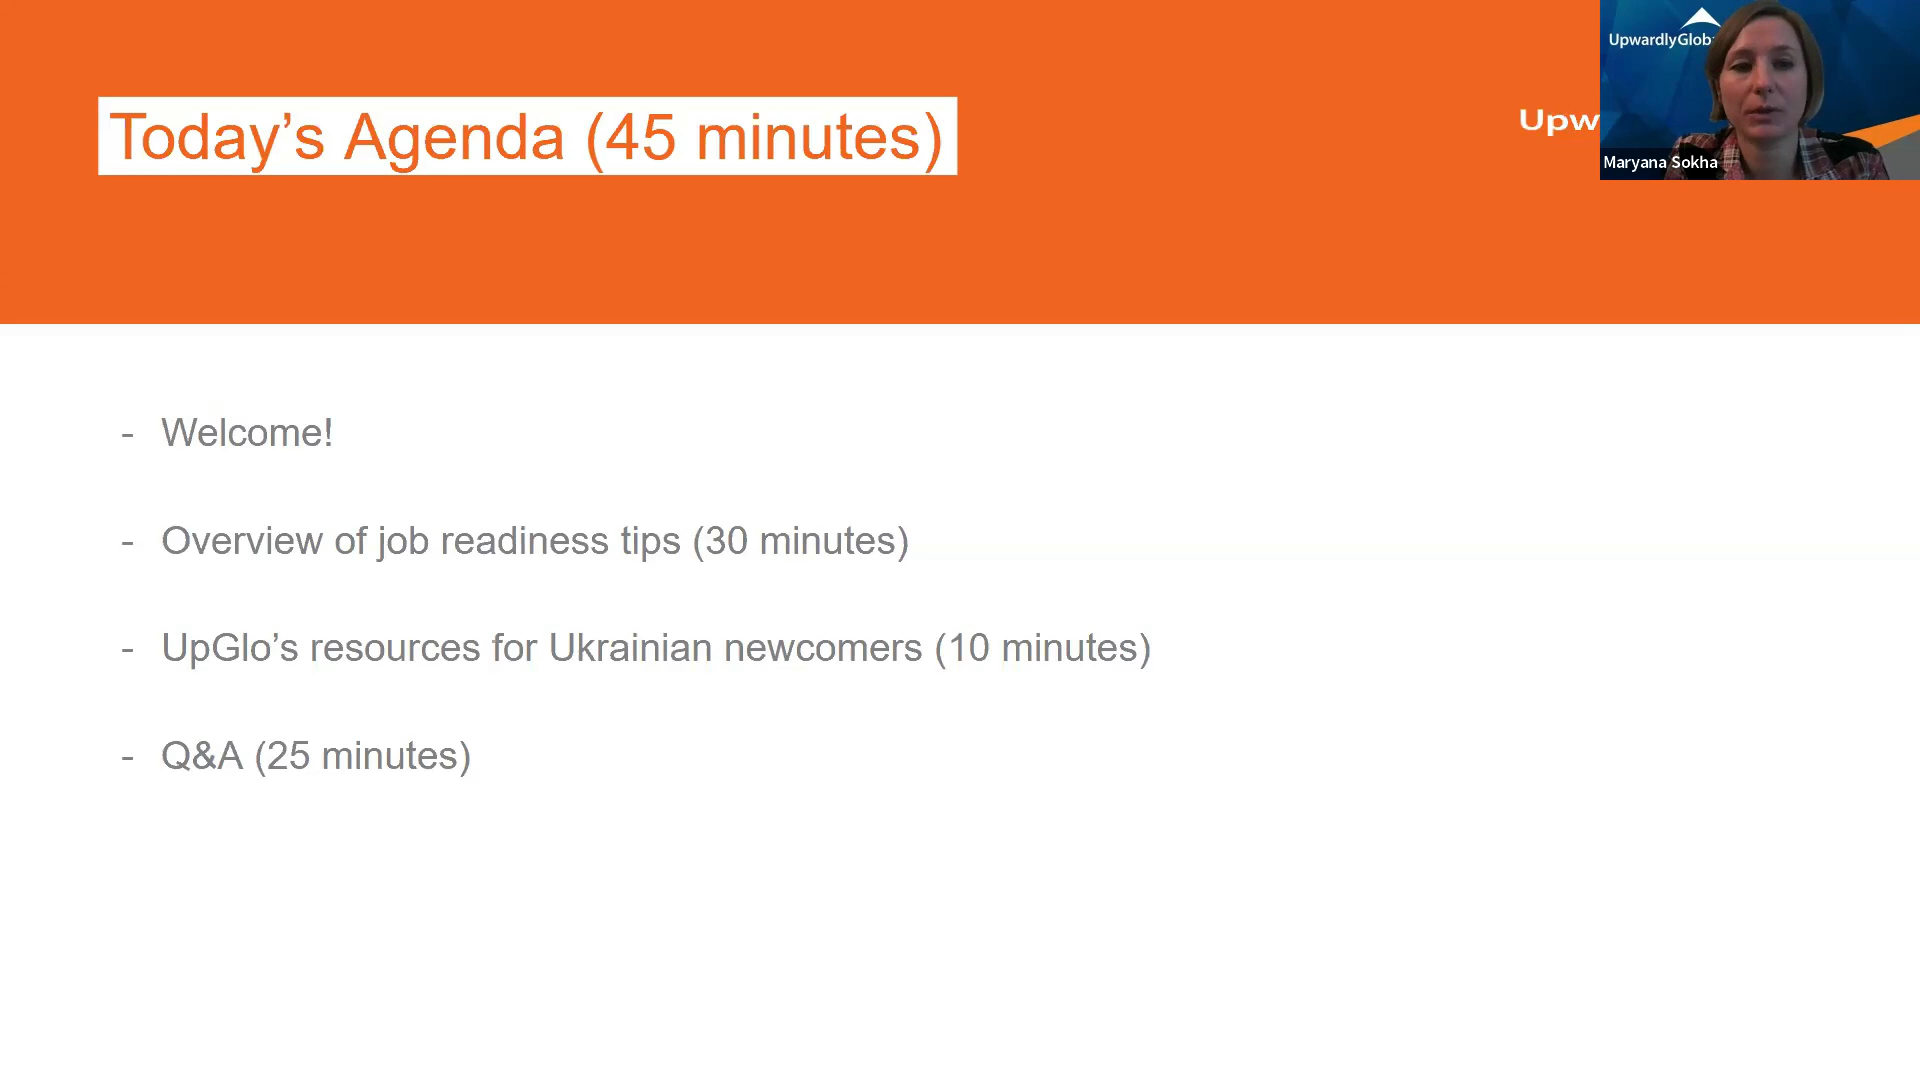 Today’s Agenda (45 minutes)
Upw
UpwardlyGlob
Maryana Sokha
- Welcome!
- Overview of job readiness tips (30 minutes)
- UpGlo’s resources for Ukrainian newcomers (10 minutes)
- Q&A (25 minutes)